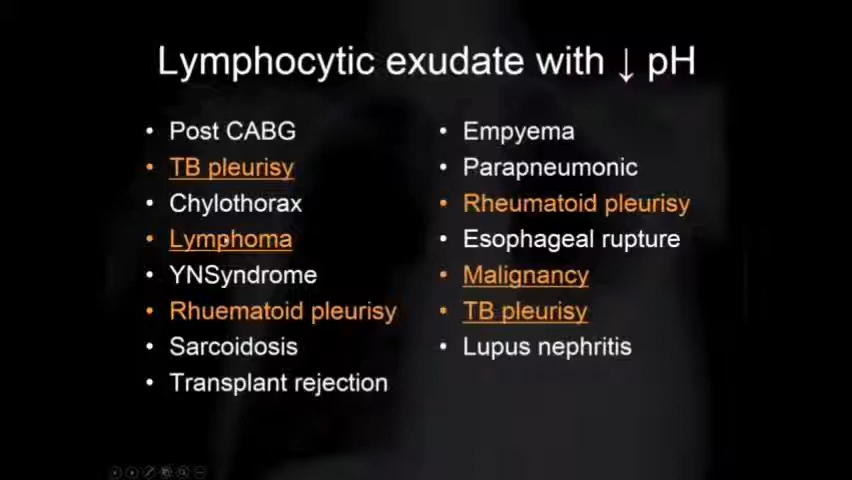 Lymphocytic exudate with ↓ pH
• Post CABG
• TB pleurisy
• Chylothorax
• Lymphoma
• YNSyndrome
• Rhuematoid pleurisy
• Sarcoidosis
• Transplant rejection
• Empyema
• Parapneumonic
• Rheumatoid pleurisy
• Esophageal rupture
• Malignancy
• TB pleurisy
• Lupus nephritis